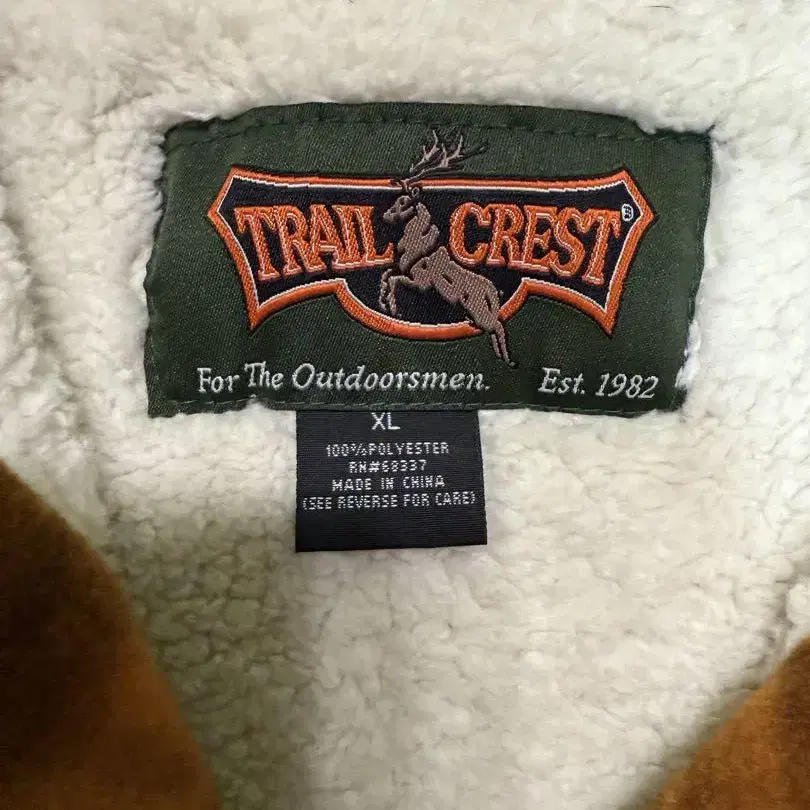 TRAIL CREST®
For The Outdoorsmen. Est. 1982
XL
100%POLYESTER
RN#68337
MADE IN CHINA
(SEE REVERSE FOR CARE)